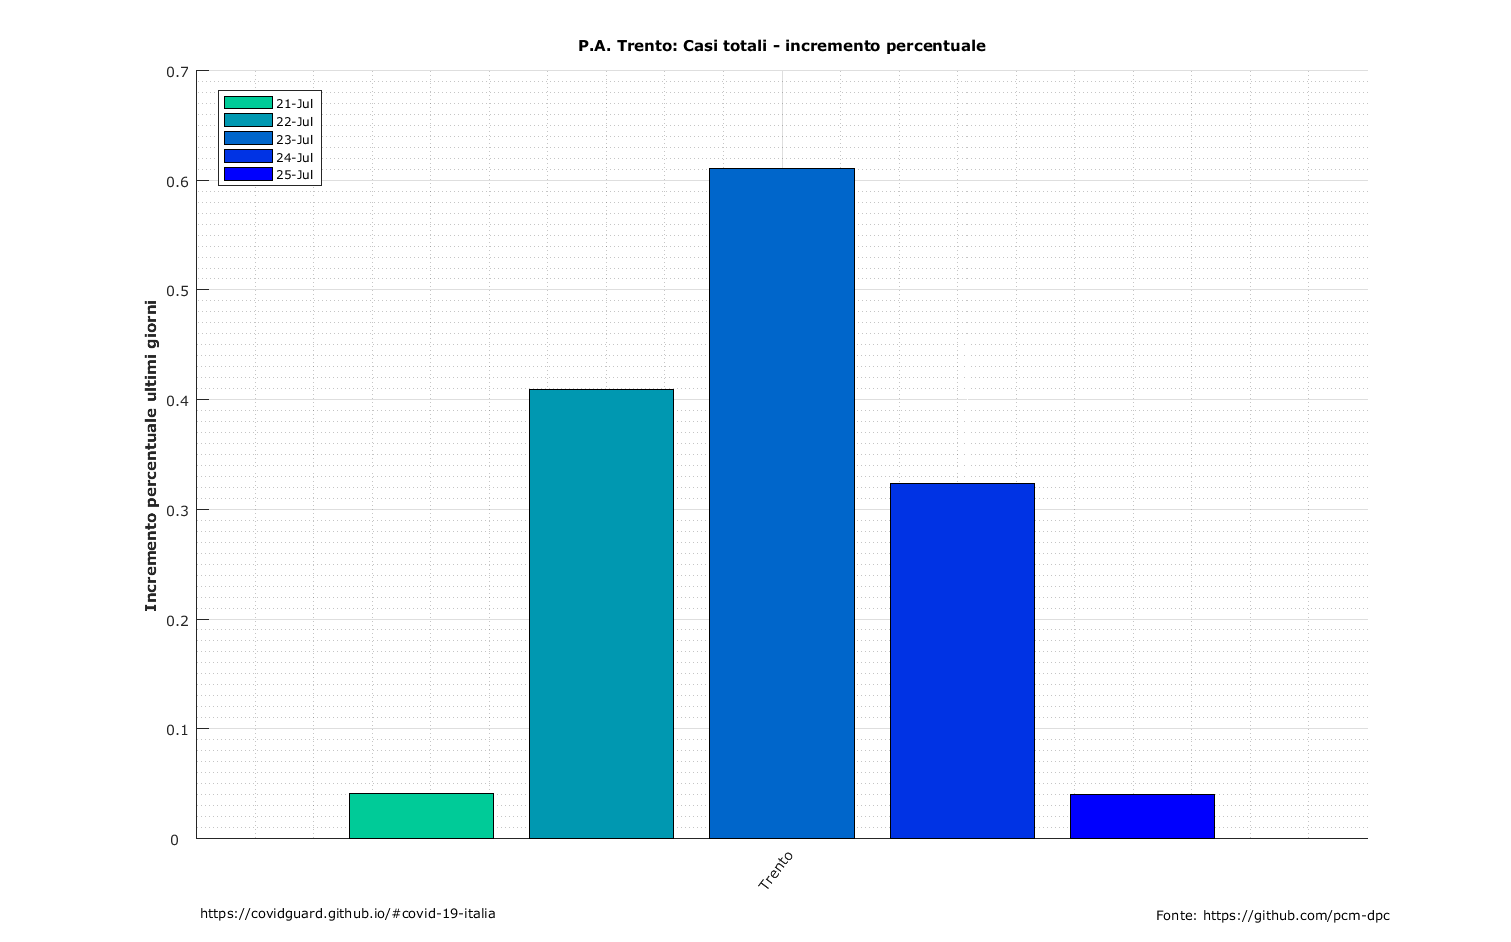 P.A. Trento: Casi totali - incremento percentuale
0.7
0.6
0.5
0.4
0.3
0.2
0.1
0
Incremento percentuale ultimi giorni
21-Jul
22-Jul
23-Jul
24-Jul
25-Jul
Trento
https://covidguard.github.io/#covid-19-italia
Fonte: https://github.com/pcm-dpc